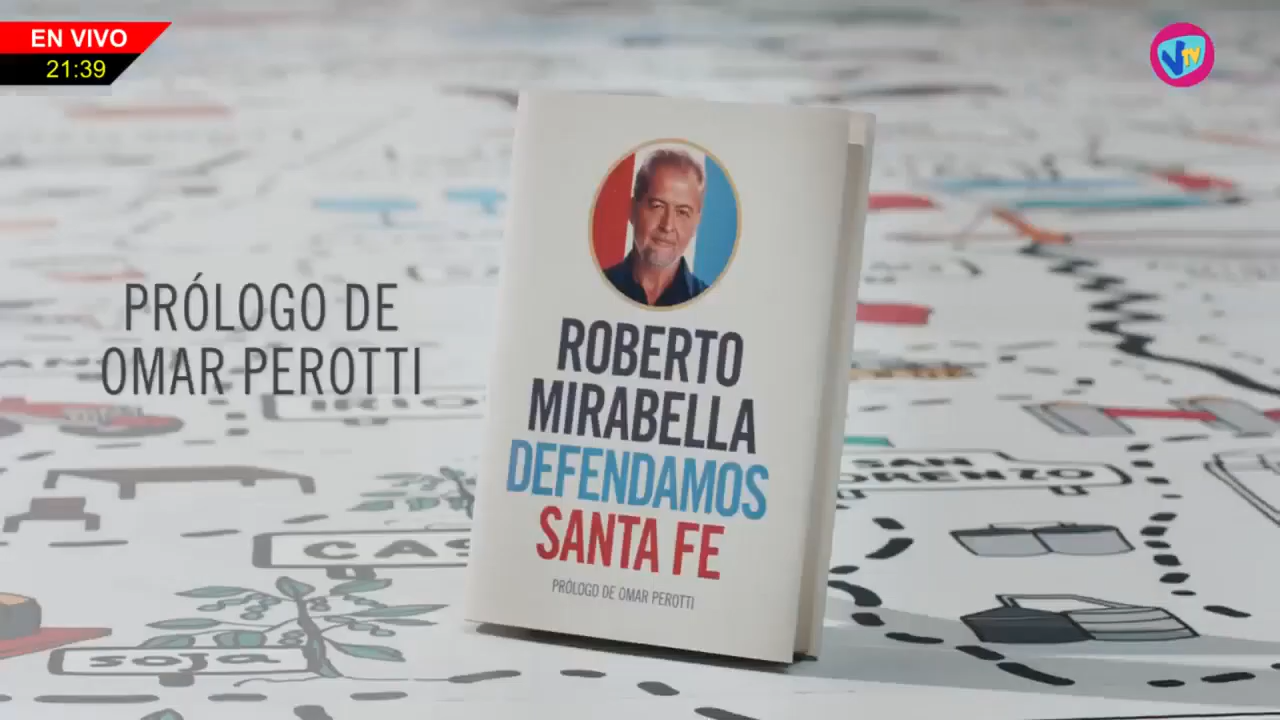 EN VIVO
21:39
VTV
PRÓLOGO DE
OMAR PEROTTI
ROBERTO
MIRABELLA
DEFENDAMOS
SANTA FE
PRÓLOGO DE OMAR PEROTTI
SAN
LORENZO
soja